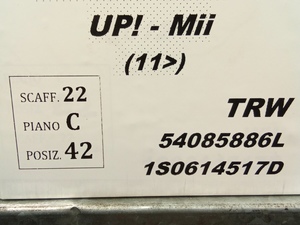 UP! - Mii
(11>)
SCAFF. 22
PIANO C
POSIZ. 42
TRW
54085886L
1S0614517D